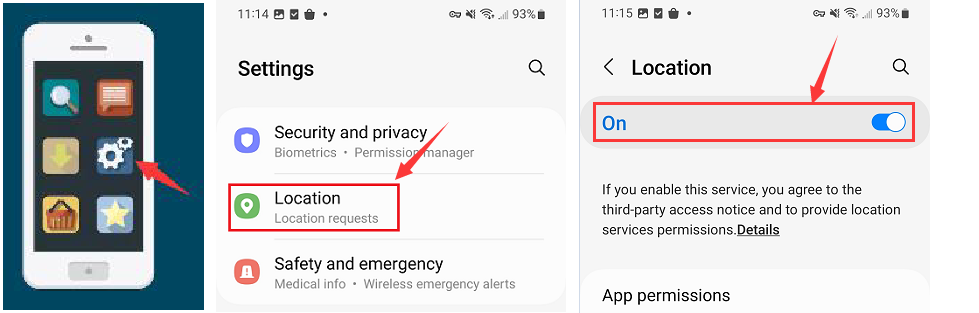 11:14
93%
Settings
Security and privacy
Biometrics • Permission manager
Location
Location requests
Safety and emergency
Medical info • Wireless emergency alerts
11:15
93%
Location
On
If you enable this service, you agree to the
third-party access notice and to provide location
services permissions.Details
App permissions